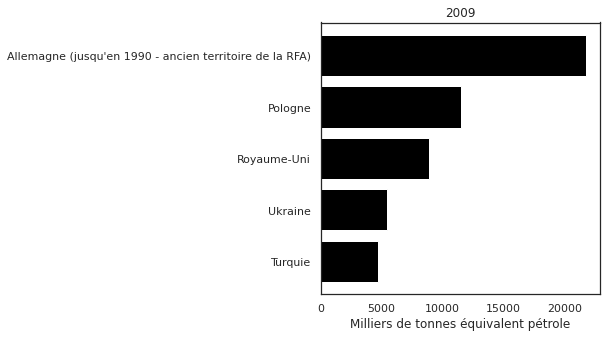 2009
Allemagne (jusqu'en 1990 - ancien territoire de la RFA)
Pologne
Royaume-Uni
Ukraine
Turquie
0 5000 10000 15000 20000
Milliers de tonnes équivalent pétrole